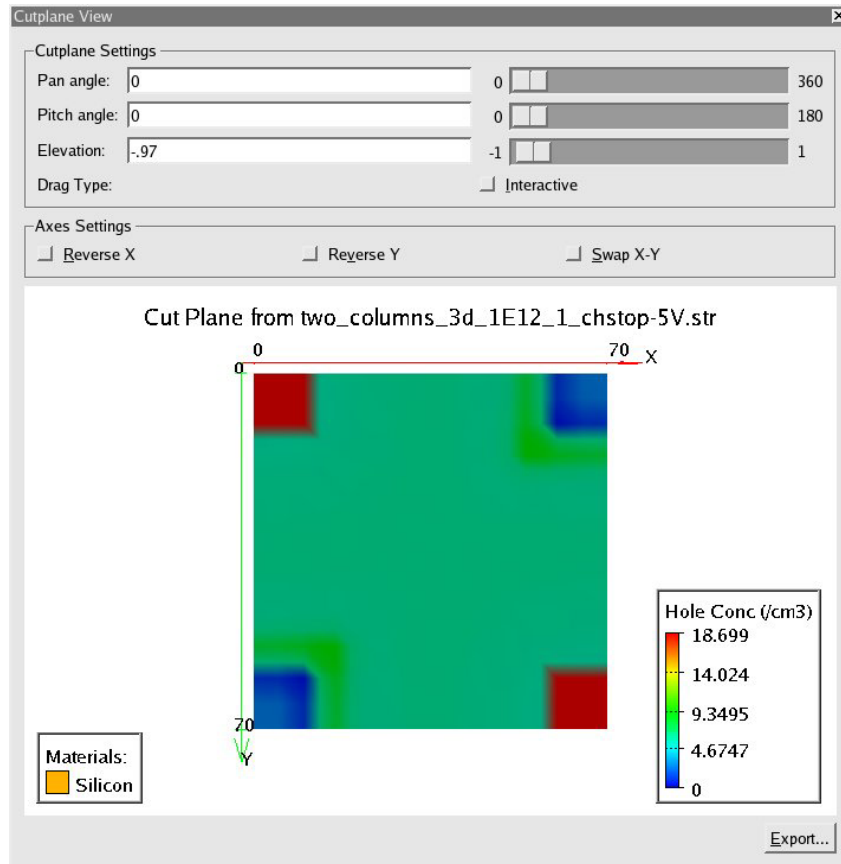 Cutplane View
Cutplane Settings
Pan angle: 0 0 360
Pitch angle: 0 0 180
Elevation: -.97 -1 1
Drag Type: Interactive
Axes Settings
Reverse X Reverse Y Swap X-Y
Cut Plane from two_columns_3d_1E12_1_chstop-5V.str
0 70 X
0
70
Y
Hole Conc (/cm3)
18.699
14.024
9.3495
4.6747
0
Materials:
Silicon
Export...